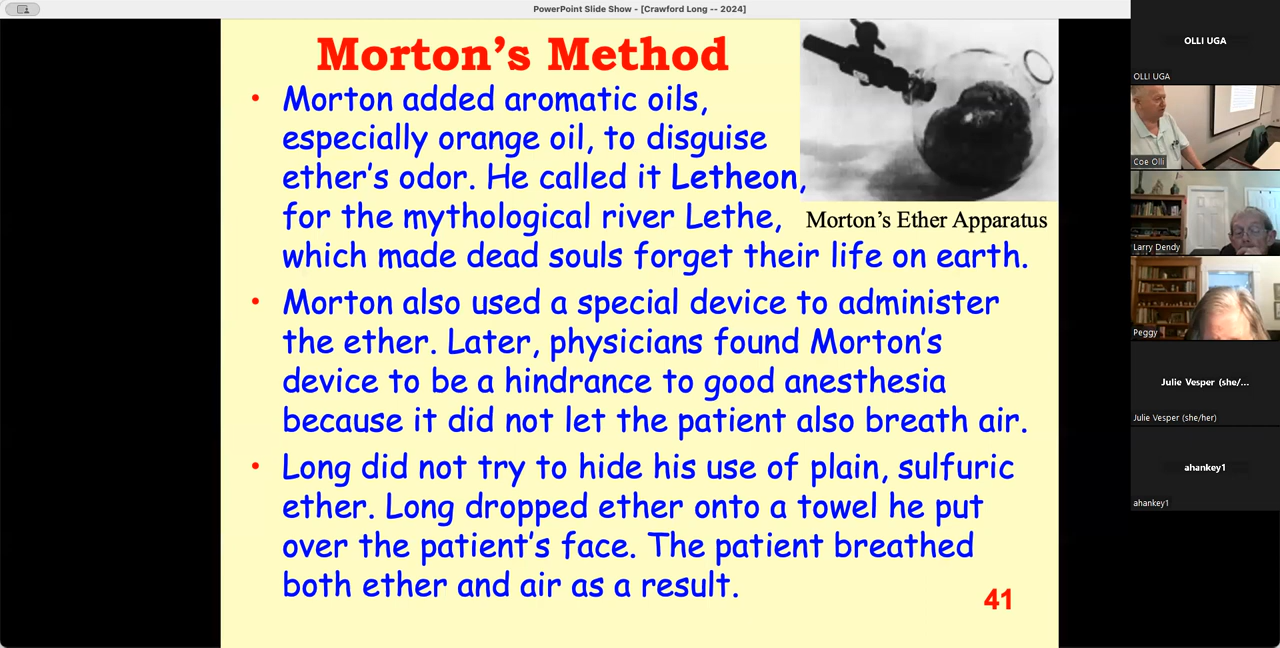 PowerPoint Slide Show - [Crawford Long -- 2024]
Morton's Method
• Morton added aromatic oils,
especially orange oil, to disguise
ether's odor. He called it Letheon,
for the mythological river Lethe,
which made dead souls forget their life on earth.
Morton's Ether Apparatus
• Morton also used a special device to administer
the ether. Later, physicians found Morton's
device to be a hindrance to good anesthesia
because it did not let the patient also breath air.
• Long did not try to hide his use of plain, sulfuric
ether. Long dropped ether onto a towel he put
over the patient's face. The patient breathed
both ether and air as a result.
41
OLLI UGA
OLLI UGA
Coe Olli
Larry Dendy
Peggy
Julie Vesper (she/...
Julie Vesper (she/her)
ahankey1
ahankey1